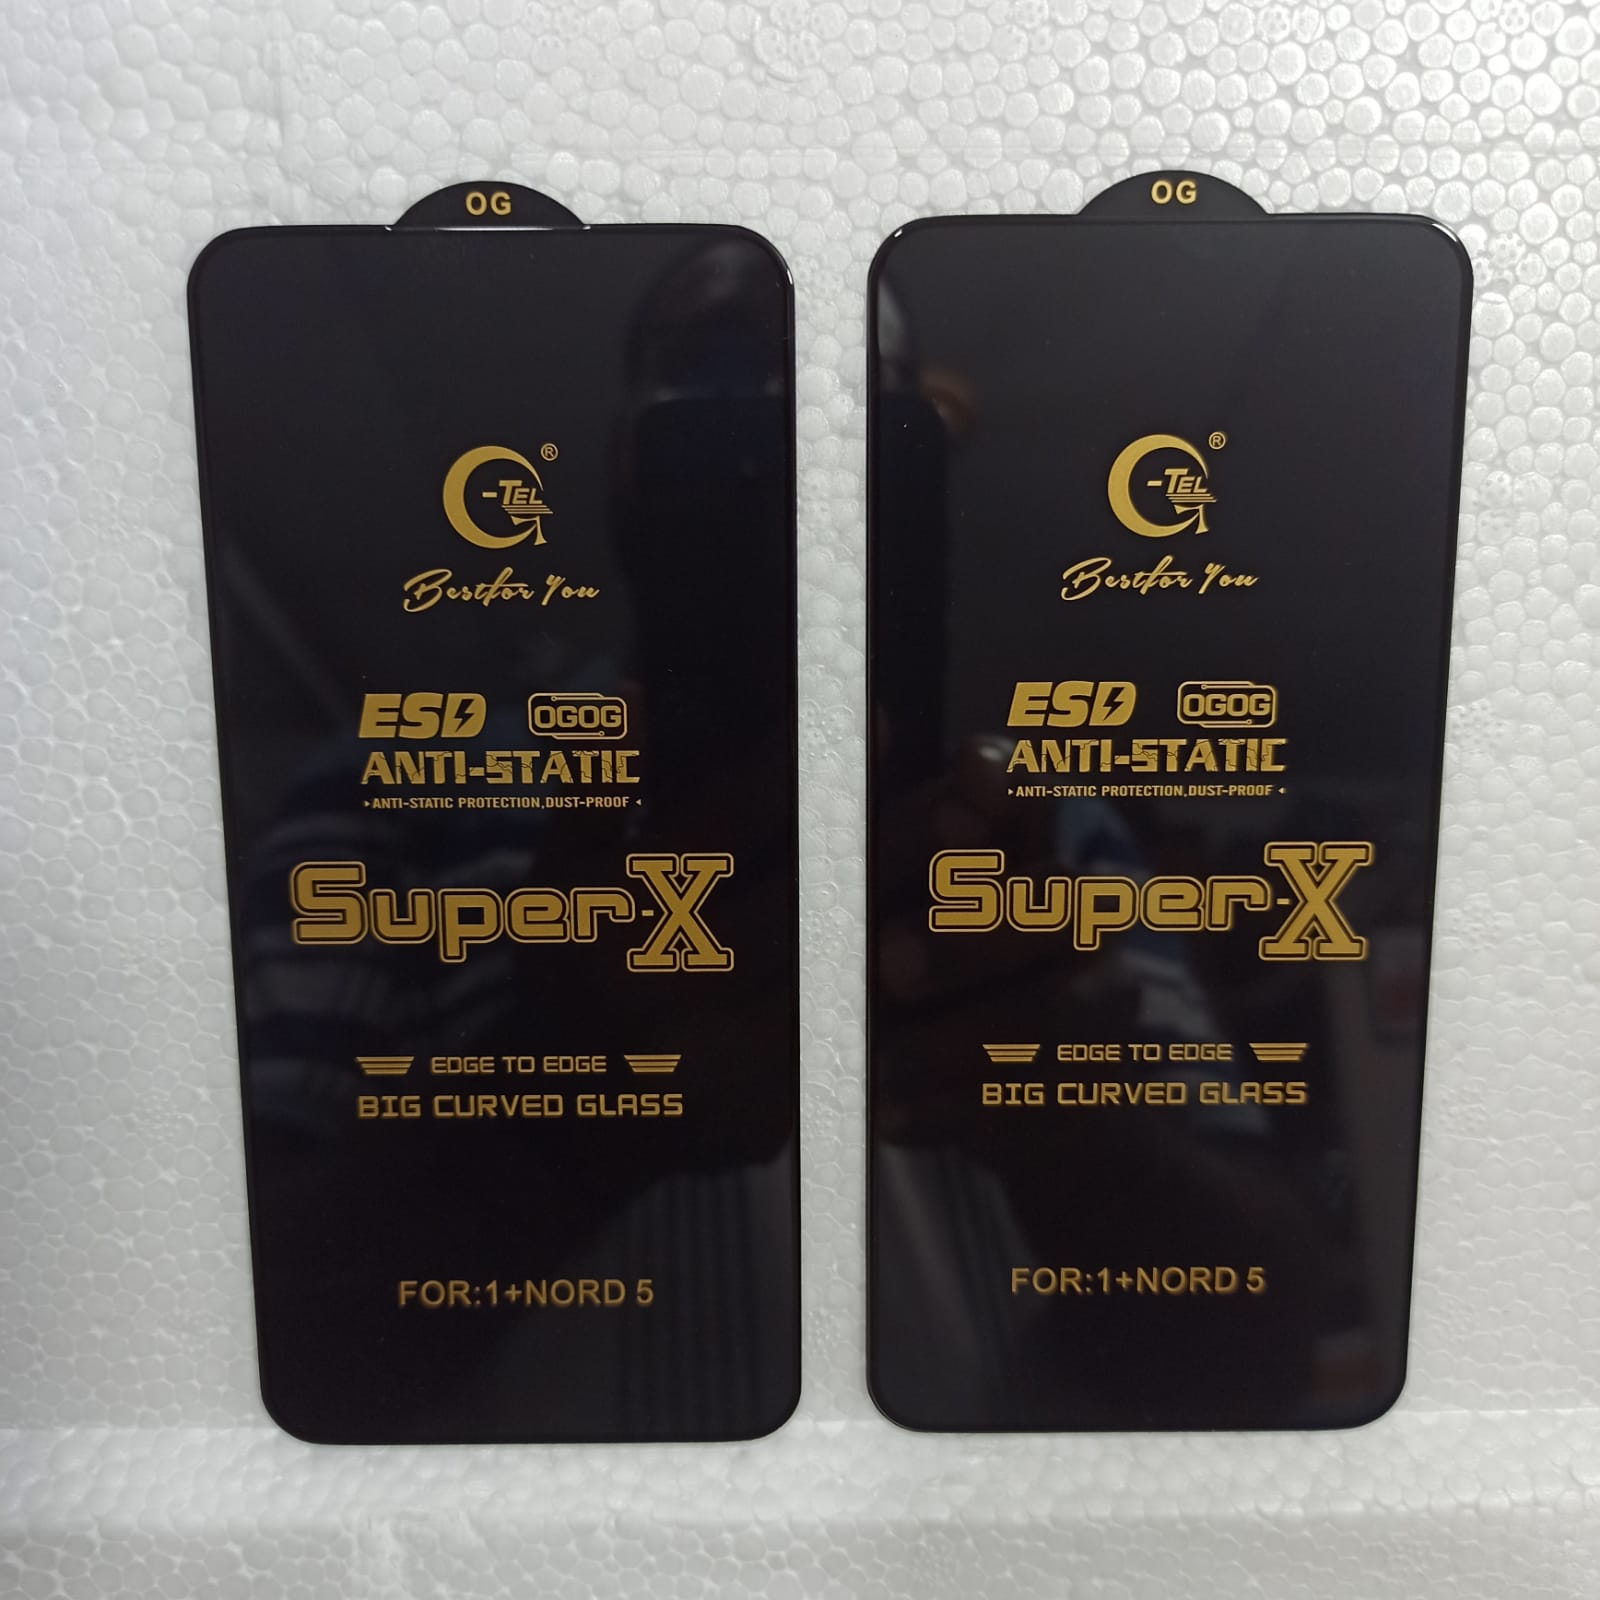 OG
-TEL®
Bestfor You
ESD OGOG
ANTI-STATIC
ANTI-STATIC PROTECTION,DUST-PROOF
Super-X
EDGE TO EDGE
BIG CURVED GLASS
FOR:1+NORD 5
OG
-TEL®
Bestfor You
ESD OGOG
ANTI-STATIC
ANTI-STATIC PROTECTION,DUST-PROOF
Super-X
EDGE TO EDGE
BIG CURVED GLASS
FOR:1+NORD 5